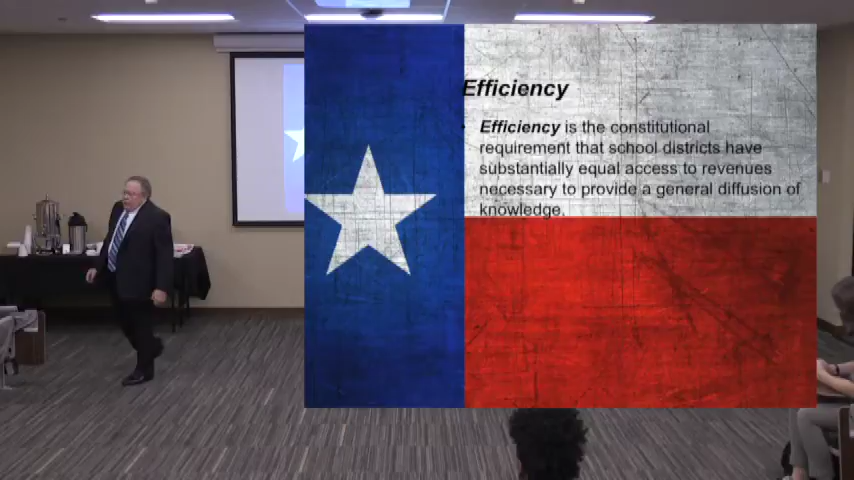 Efficiency
Efficiency is the constitutional
requirement that school districts have
substantially equal access to revenues
necessary to provide a general diffusion of
knowledge.